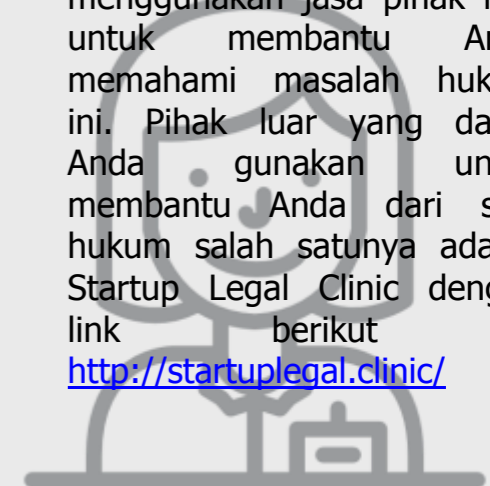 menggunakan jasa pihak
untuk membantu
memahami masalah
ini. Pihak luar yang
Anda gunakan
membantu Anda dari
hukum salah satunya
Startup Legal Clinic
link berikut
http://startuplegal.clinic/